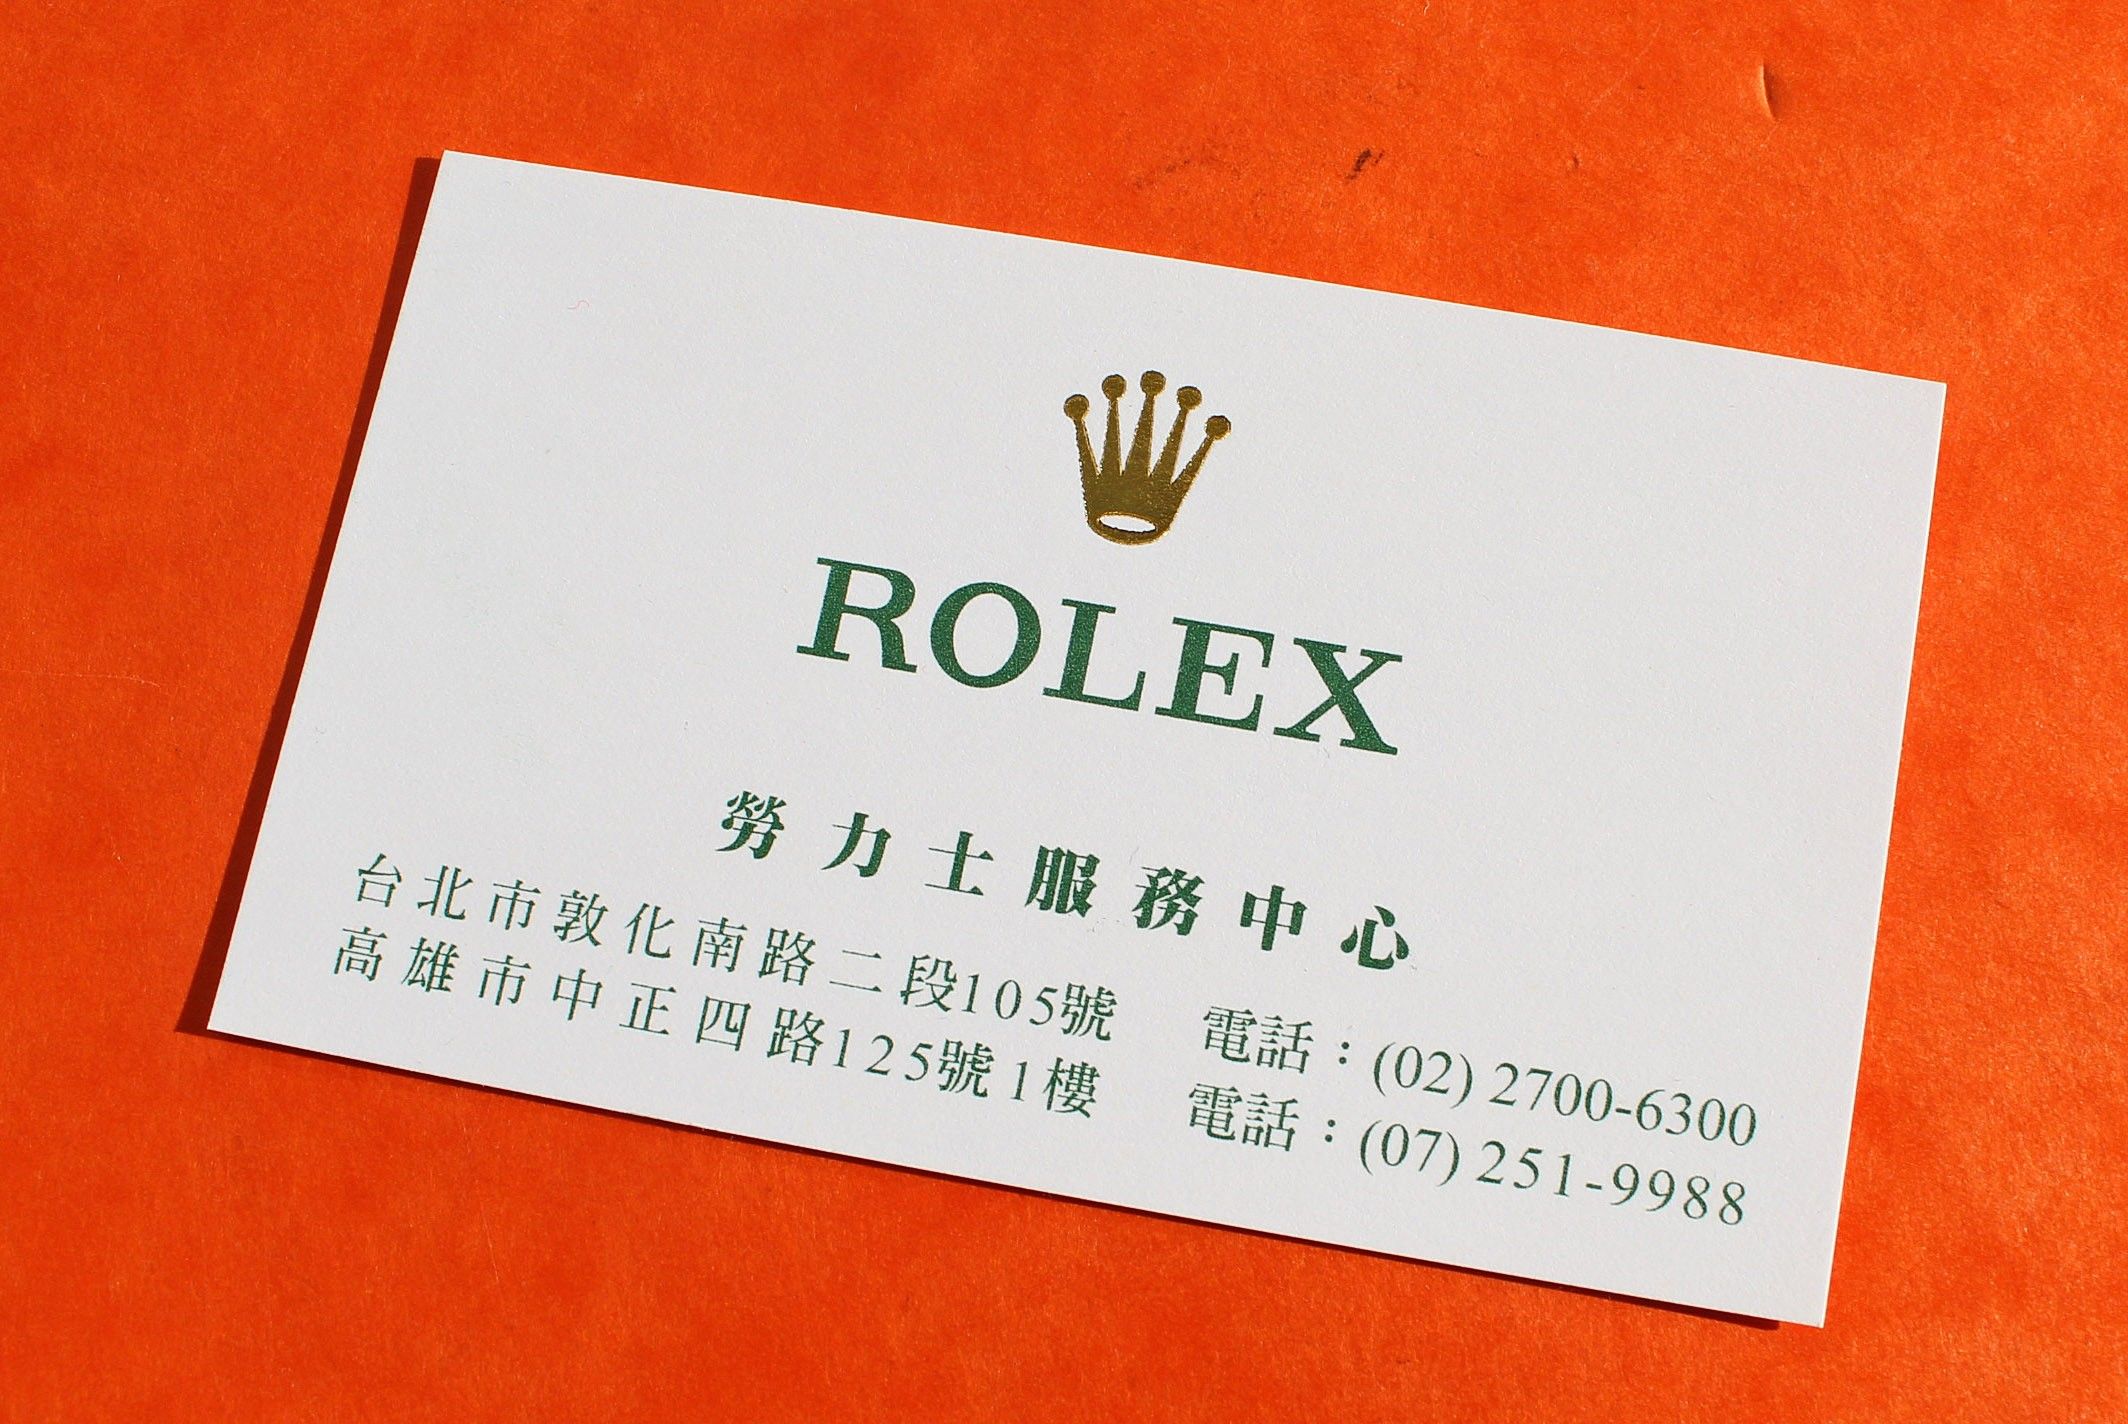 ROLEX
勞力士服務中心
台北市敦化南路二段105號 電話：(02) 2700-6300
高雄市中正四路125號1樓 電話：(07) 251-9988